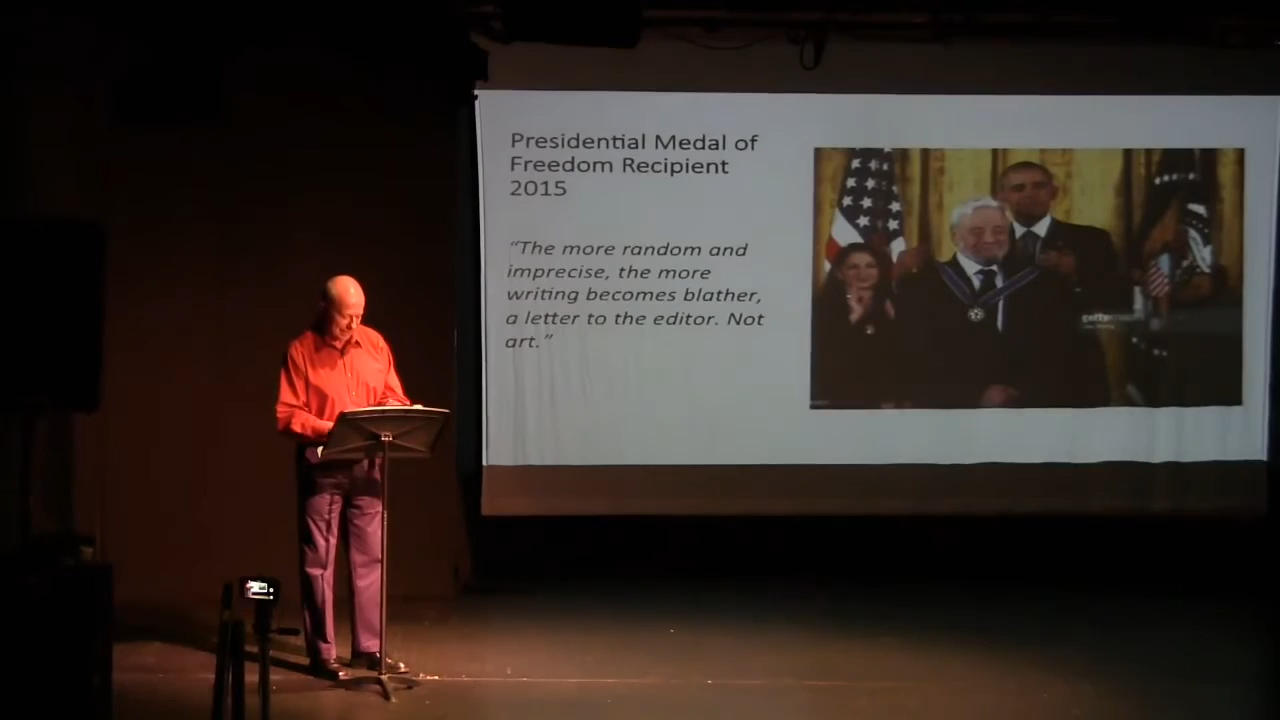 Presidential Medal of
Freedom Recipient
2015
“The more random and
imprecise, the more
writing becomes blather,
a letter to the editor. Not
art.”